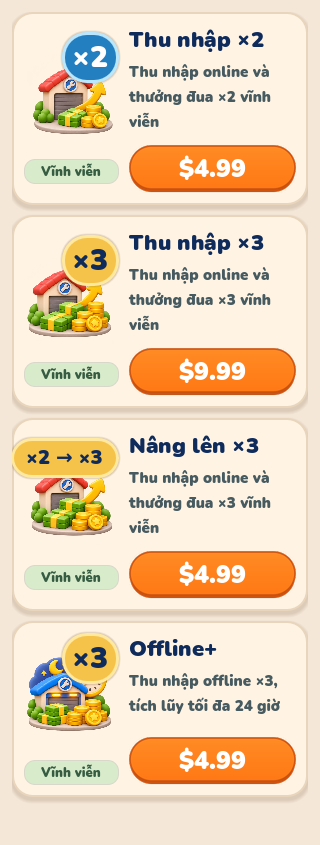 ×2
Thu nhập ×2
Thu nhập online và
thưởng đua ×2 vĩnh
viễn
Vĩnh viễn
$4.99
×3
Thu nhập ×3
Thu nhập online và
thưởng đua ×3 vĩnh
viễn
Vĩnh viễn
$9.99
×2 → ×3
Nâng lên ×3
Thu nhập online và
thưởng đua ×3 vĩnh
viễn
Vĩnh viễn
$4.99
×3
Offline+
Thu nhập offline ×3,
tích lũy tối đa 24 giờ
Vĩnh viễn
$4.99